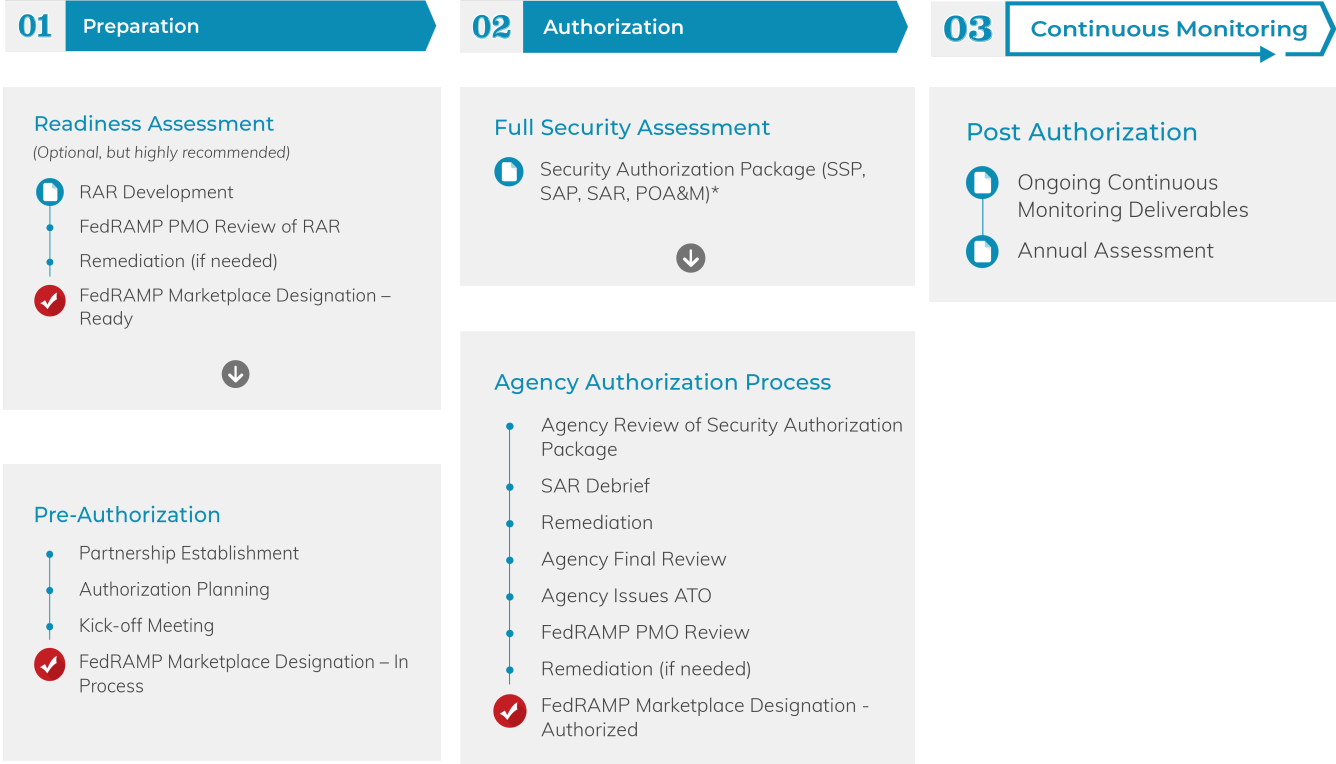 01
Preparation
Readiness Assessment
(Optional, but highly recommended)
RAR Development
FedRAMP PMO Review of RAR
Remediation (if needed)
FedRAMP Marketplace Designation –
Ready
Pre-Authorization
Partnership Establishment
Authorization Planning
Kick-off Meeting
FedRAMP Marketplace Designation – In
Process
02
Authorization
Full Security Assessment
Security Authorization Package (SSP,
SAP, SAR, POA&M)*
Agency Authorization Process
Agency Review of Security Authorization
Package
SAR Debrief
Remediation
Agency Final Review
Agency Issues ATO
FedRAMP PMO Review
Remediation (if needed)
FedRAMP Marketplace Designation -
Authorized
03
Continuous Monitoring
Post Authorization
Ongoing Continuous
Monitoring Deliverables
Annual Assessment